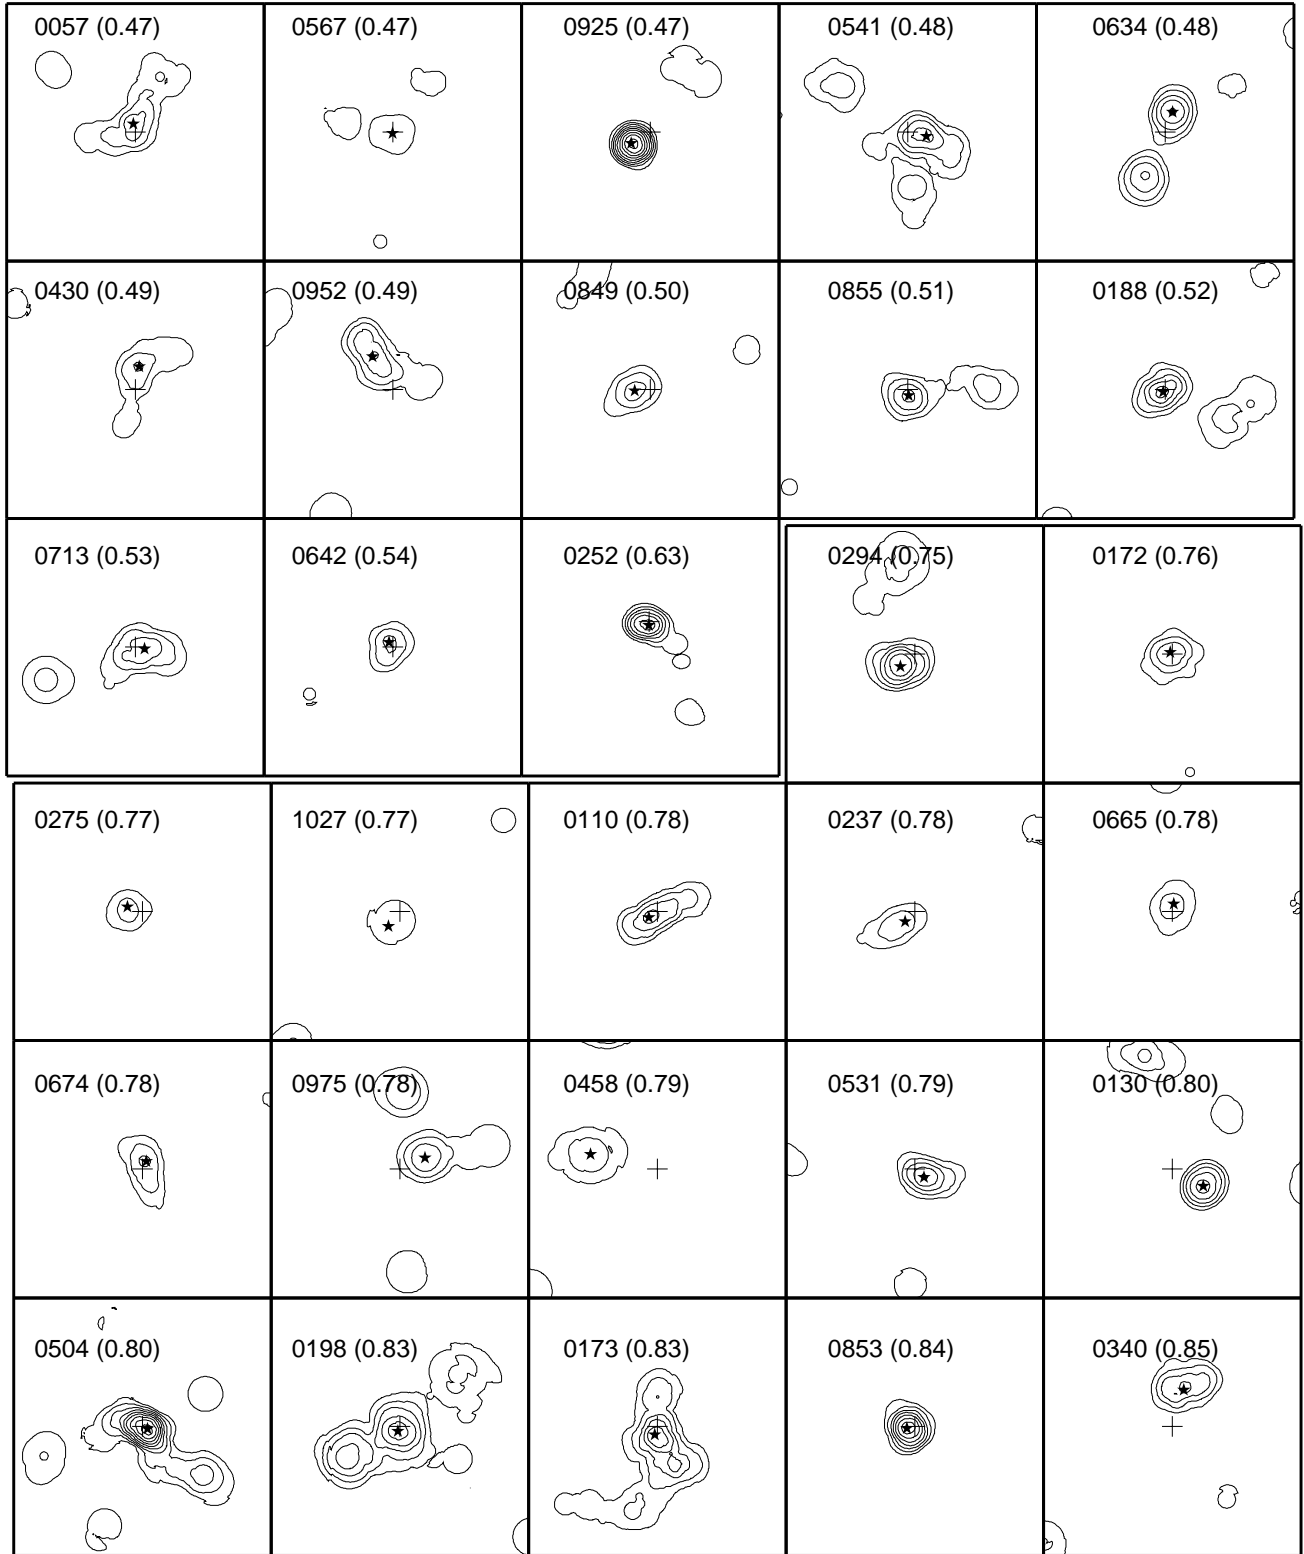 0057 (0.47) 0567 (0.47) 0925 (0.47) 0541 (0.48) 0634 (0.48)
0430 (0.49) 0952 (0.49) 0849 (0.50) 0855 (0.51) 0188 (0.52)
0713 (0.53) 0642 (0.54) 0252 (0.63) 0294 (0.75) 0172 (0.76)
0275 (0.77) 1027 (0.77) 0110 (0.78) 0237 (0.78) 0665 (0.78)
0674 (0.78) 0975 (0.78) 0458 (0.79) 0531 (0.79) 0130 (0.80)
0504 (0.80) 0198 (0.83) 0173 (0.83) 0853 (0.84) 0340 (0.85)